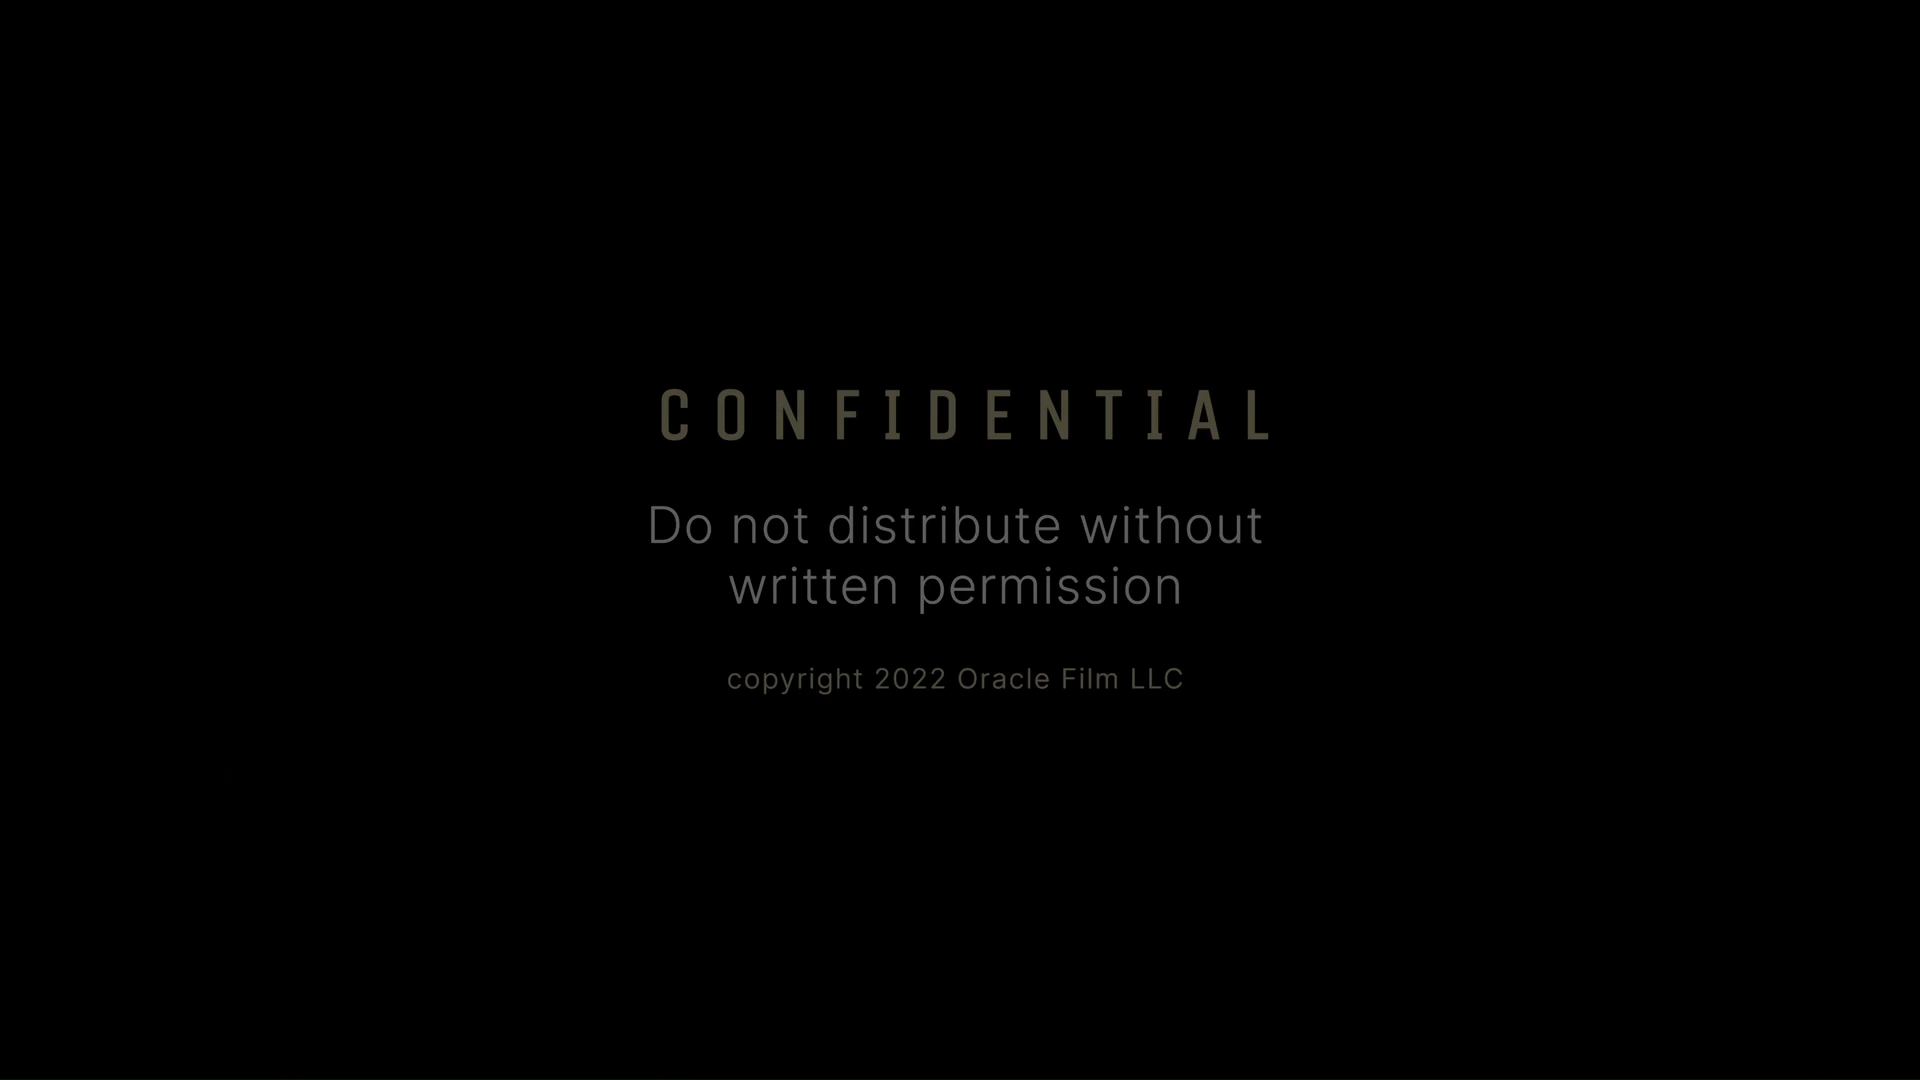 CONFIDENTIAL
Do not distribute without
written permission
copyright 2022 Oracle Film LLC